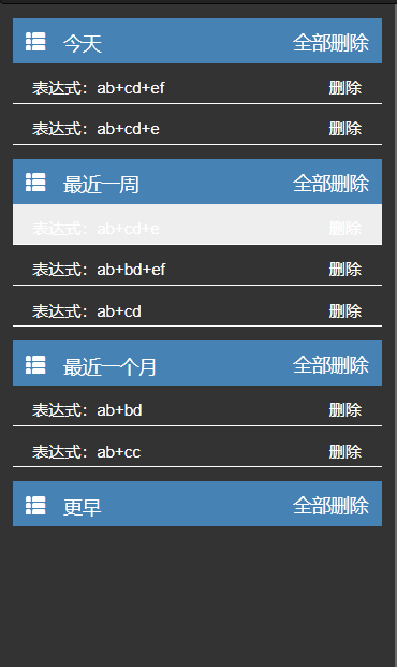 今天 全部删除
表达式：ab+cd+ef 删除
表达式：ab+cd+e 删除
最近一周 全部删除
表达式：ab+cd+e 删除
表达式：ab+bd+ef 删除
表达式：ab+cd 删除
最近一个月 全部删除
表达式：ab+bd 删除
表达式：ab+cc 删除
更早 全部删除